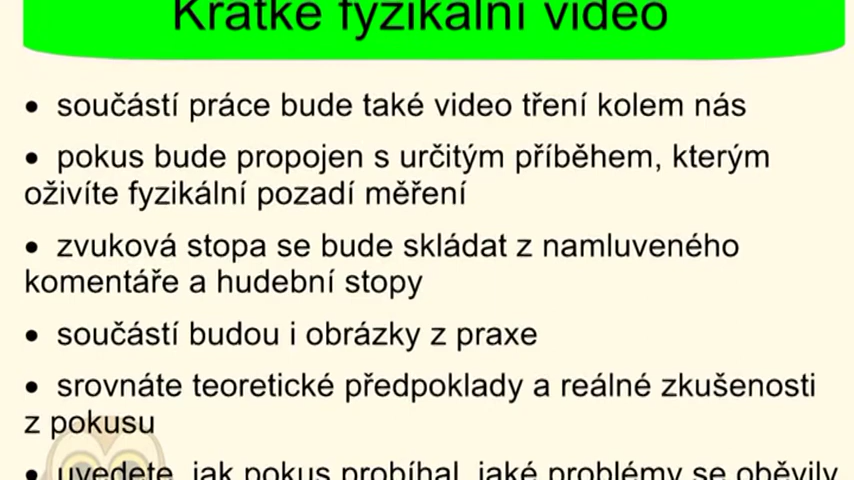 Krátké fyzikální video
• součástí práce bude také video tření kolem nás
• pokus bude propojen s určitým příběhem, kterým
oživíte fyzikální pozadí měření
• zvuková stopa se bude skládat z namluveného
komentáře a hudební stopy
• součástí budou i obrázky z praxe
• srovnáte teoretické předpoklady a reálné zkušenosti
z pokusu
• uvedete, jak pokus probíhal, jaké problémy se oběvily